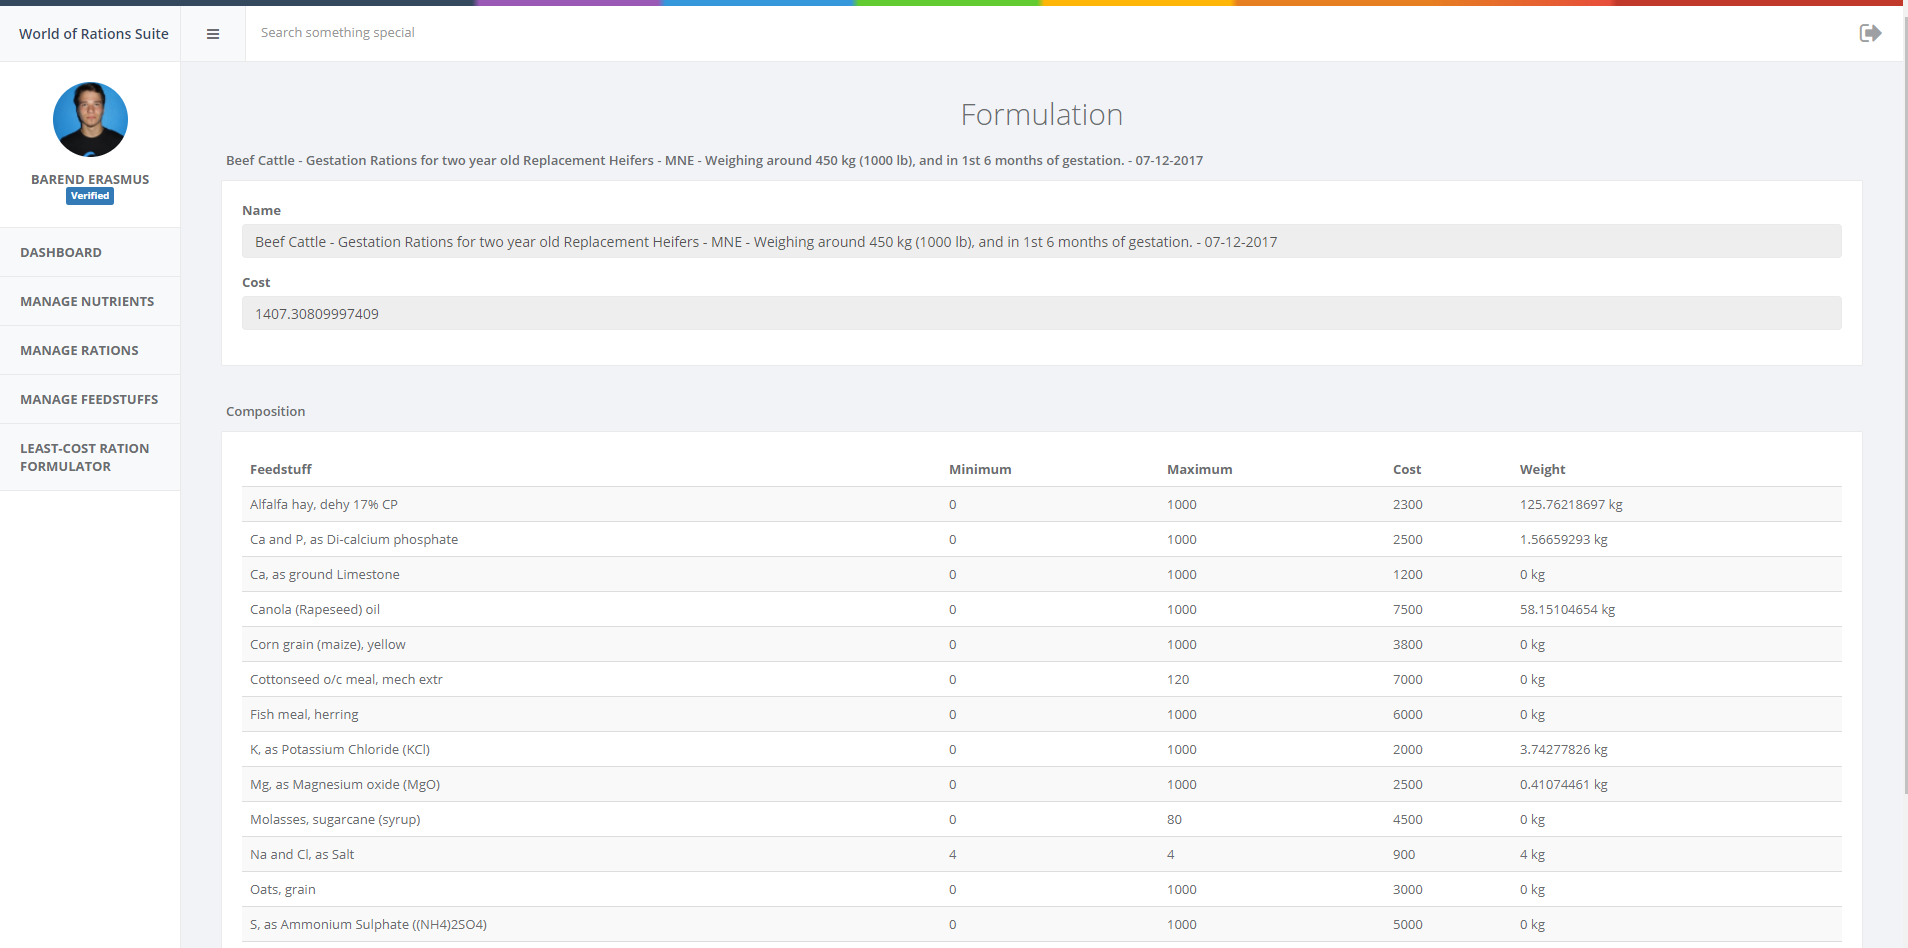 World of Rations Suite
Search something special
BAREND ERASMUS
Verified
DASHBOARD
MANAGE NUTRIENTS
MANAGE RATIONS
MANAGE FEEDSTUFFS
LEAST-COST RATION
FORMULATOR
Formulation
Beef Cattle - Gestation Rations for two year old Replacement Heifers - MNE - Weighing around 450 kg (1000 lb), and in 1st 6 months of gestation. - 07-12-2017
Name
Beef Cattle - Gestation Rations for two year old Replacement Heifers - MNE - Weighing around 450 kg (1000 lb), and in 1st 6 months of gestation. - 07-12-2017
Cost
1407.30809997409
Composition
Feedstuff Minimum Maximum Cost Weight
Alfalfa hay, dehy 17% CP 0 1000 2300 125.76218697 kg
Ca and P, as Di-calcium phosphate 0 1000 2500 1.56659293 kg
Ca, as ground Limestone 0 1000 1200 0 kg
Canola (Rapeseed) oil 0 1000 7500 58.15104654 kg
Corn grain (maize), yellow 0 1000 3800 0 kg
Cottonseed o/c meal, mech extr 0 120 7000 0 kg
Fish meal, herring 0 1000 6000 0 kg
K, as Potassium Chloride (KCl) 0 1000 2000 3.74277826 kg
Mg, as Magnesium oxide (MgO) 0 1000 2500 0.41074461 kg
Molasses, sugarcane (syrup) 0 80 4500 0 kg
Na and Cl, as Salt 4 4 900 4 kg
Oats, grain 0 1000 3000 0 kg
S, as Ammonium Sulphate ((NH4)2SO4) 0 1000 5000 0 kg